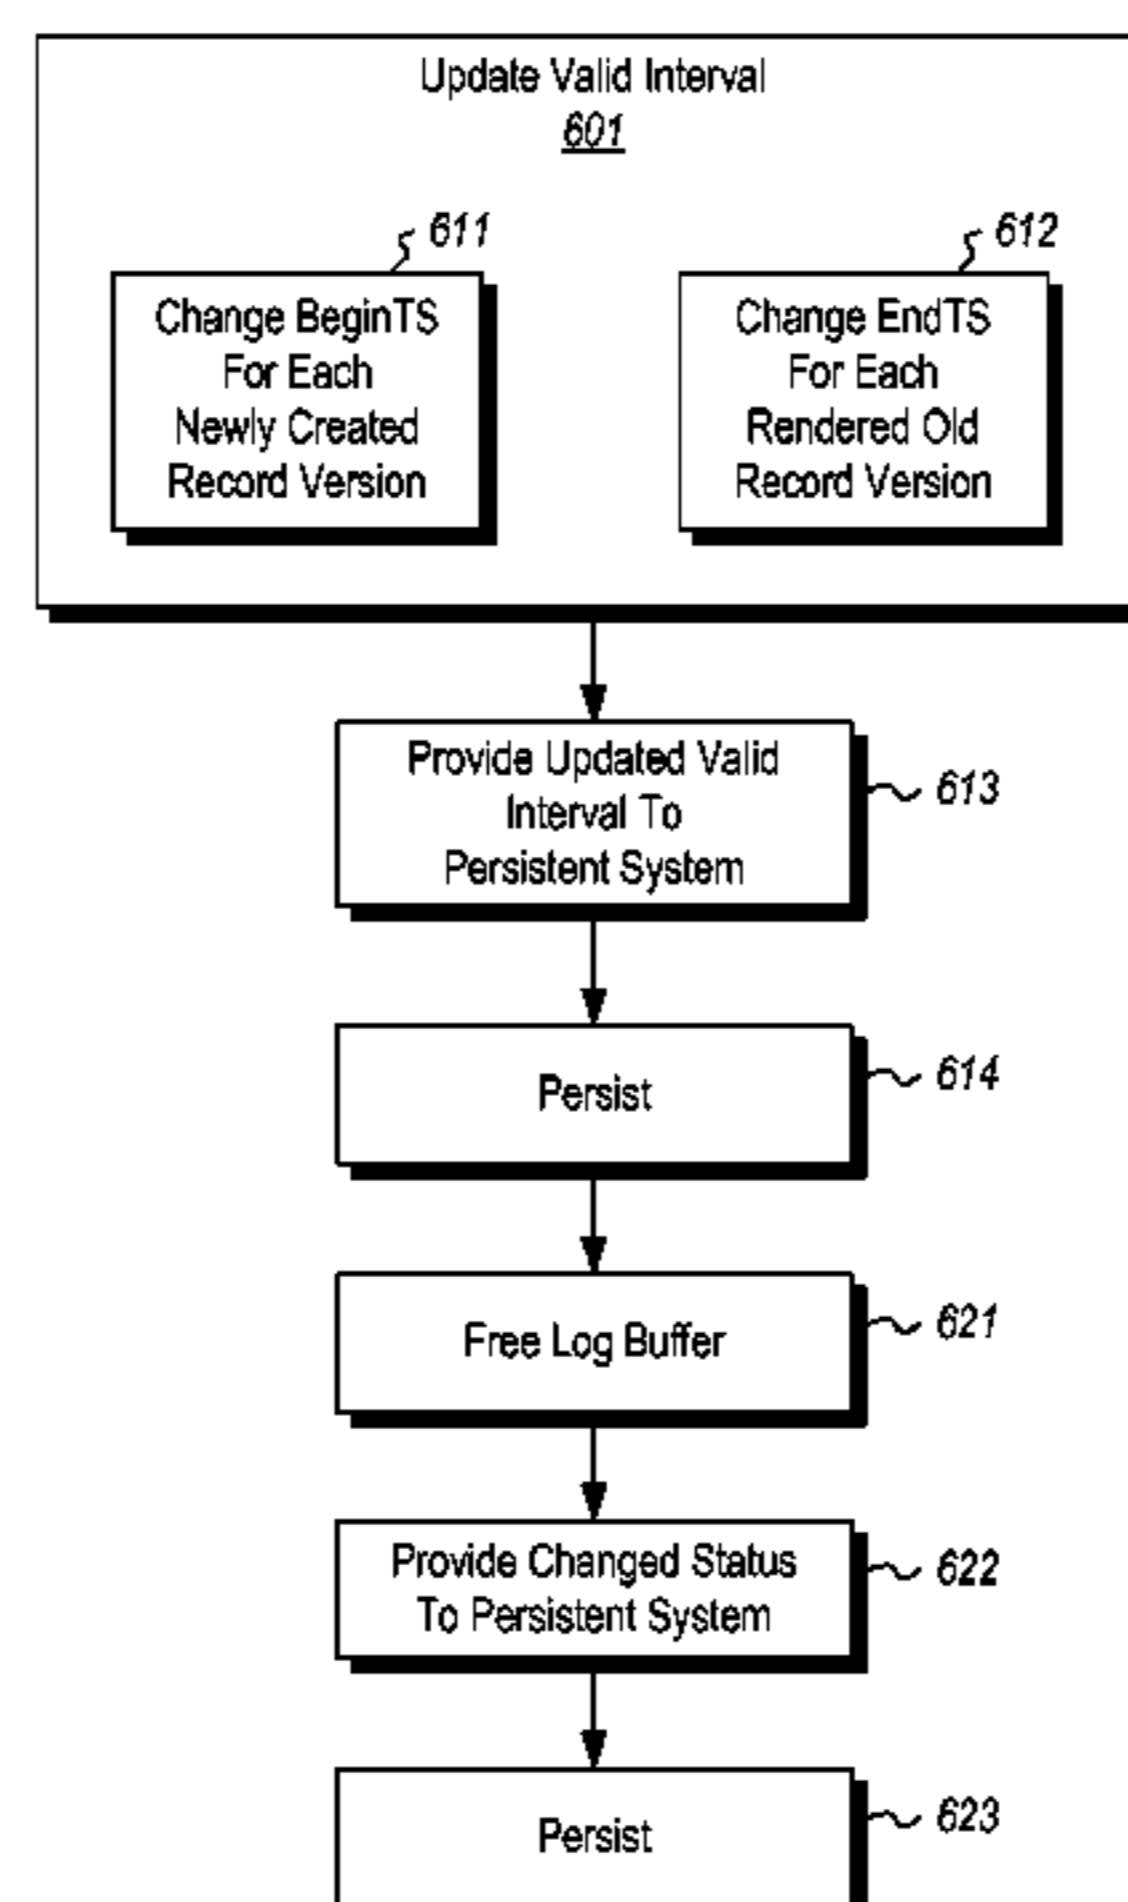 Update Valid Interval
601
611
Change BeginTS
For Each
Newly Created
Record Version
612
Change EndTS
For Each
Rendered Old
Record Version
Provide Updated Valid
Interval To
Persistent System
613
Persist
614
Free Log Buffer
621
Provide Changed Status
To Persistent System
622
Persist
623